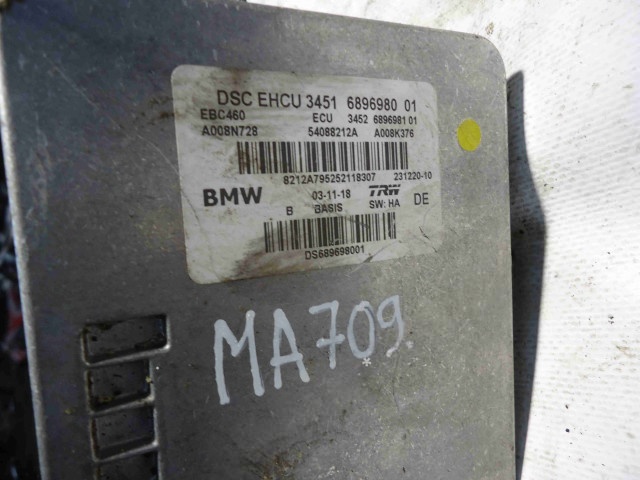 DSC EHCU 3451 6896980 01
EBC460 ECU 3452 6896981 01
A008N728 54088212A A008K376
8212A795252118307 231220-10
BMW 03-11-18 TRW DE
B BASIS SW: HA
DS689698001
MA709